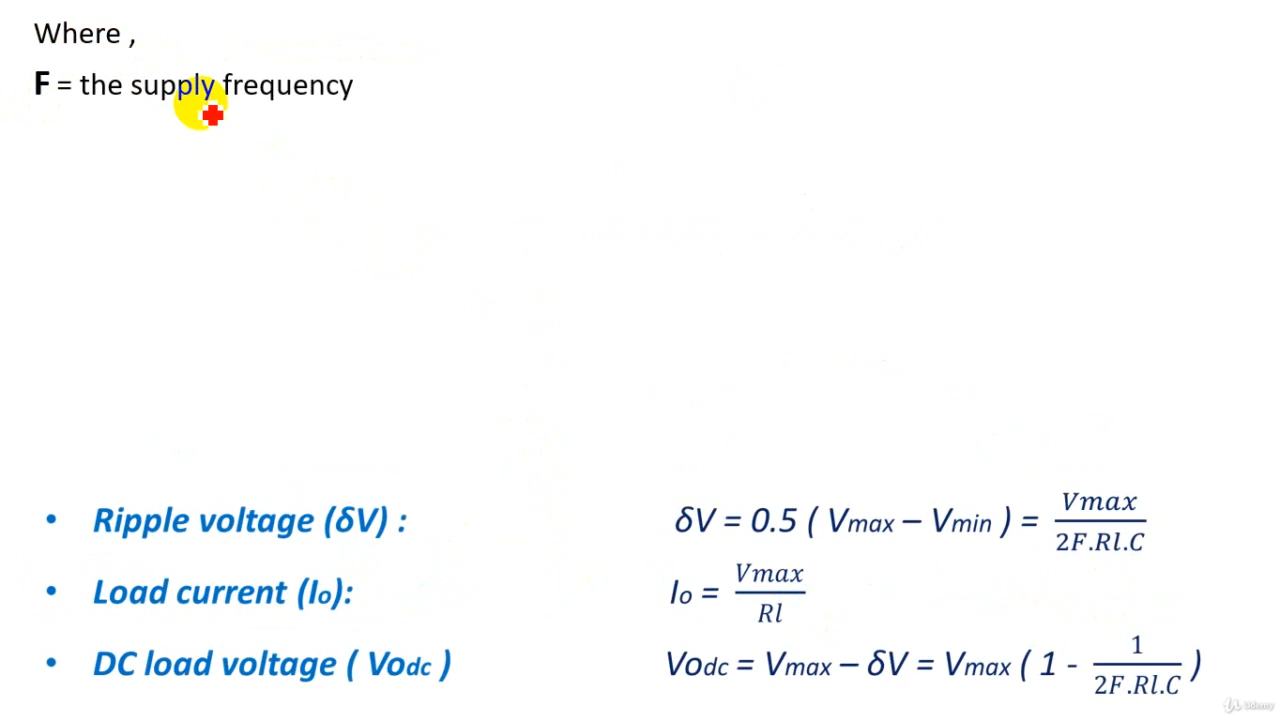 Where ,
F = the supply frequency
• Ripple voltage (δV) : δV = 0.5 ( Vmax – Vmin ) = Vmax / 2F.Rl.C
• Load current (Io): Io = Vmax / Rl
• DC load voltage ( Vodc ) Vodc = Vmax – δV = Vmax ( 1 - 1 / 2F.Rl.C )
Udemy